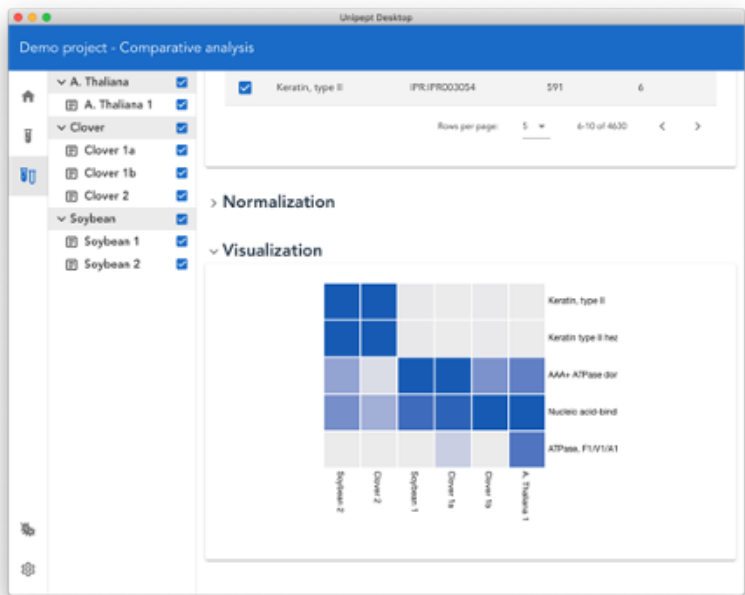 Unipept Desktop
Demo project - Comparative analysis
A. Thaliana
A. Thaliana 1
Clover
Clover 1a
Clover 1b
Clover 2
Soybean
Soybean 1
Soybean 2
Keratin, type II IPR:IPR003054 591 6
Rows per page: 5 6-10 of 4630
Normalization
Visualization
Keratin, type II
Keratin type II hea
AAA+ ATPase dor
Nucleic acid-bind
ATPase, F1/V1/A1
Soybean 2
Clover 2
Soybean 1
Clover 1a
Clover 1b
A. Thaliana 1